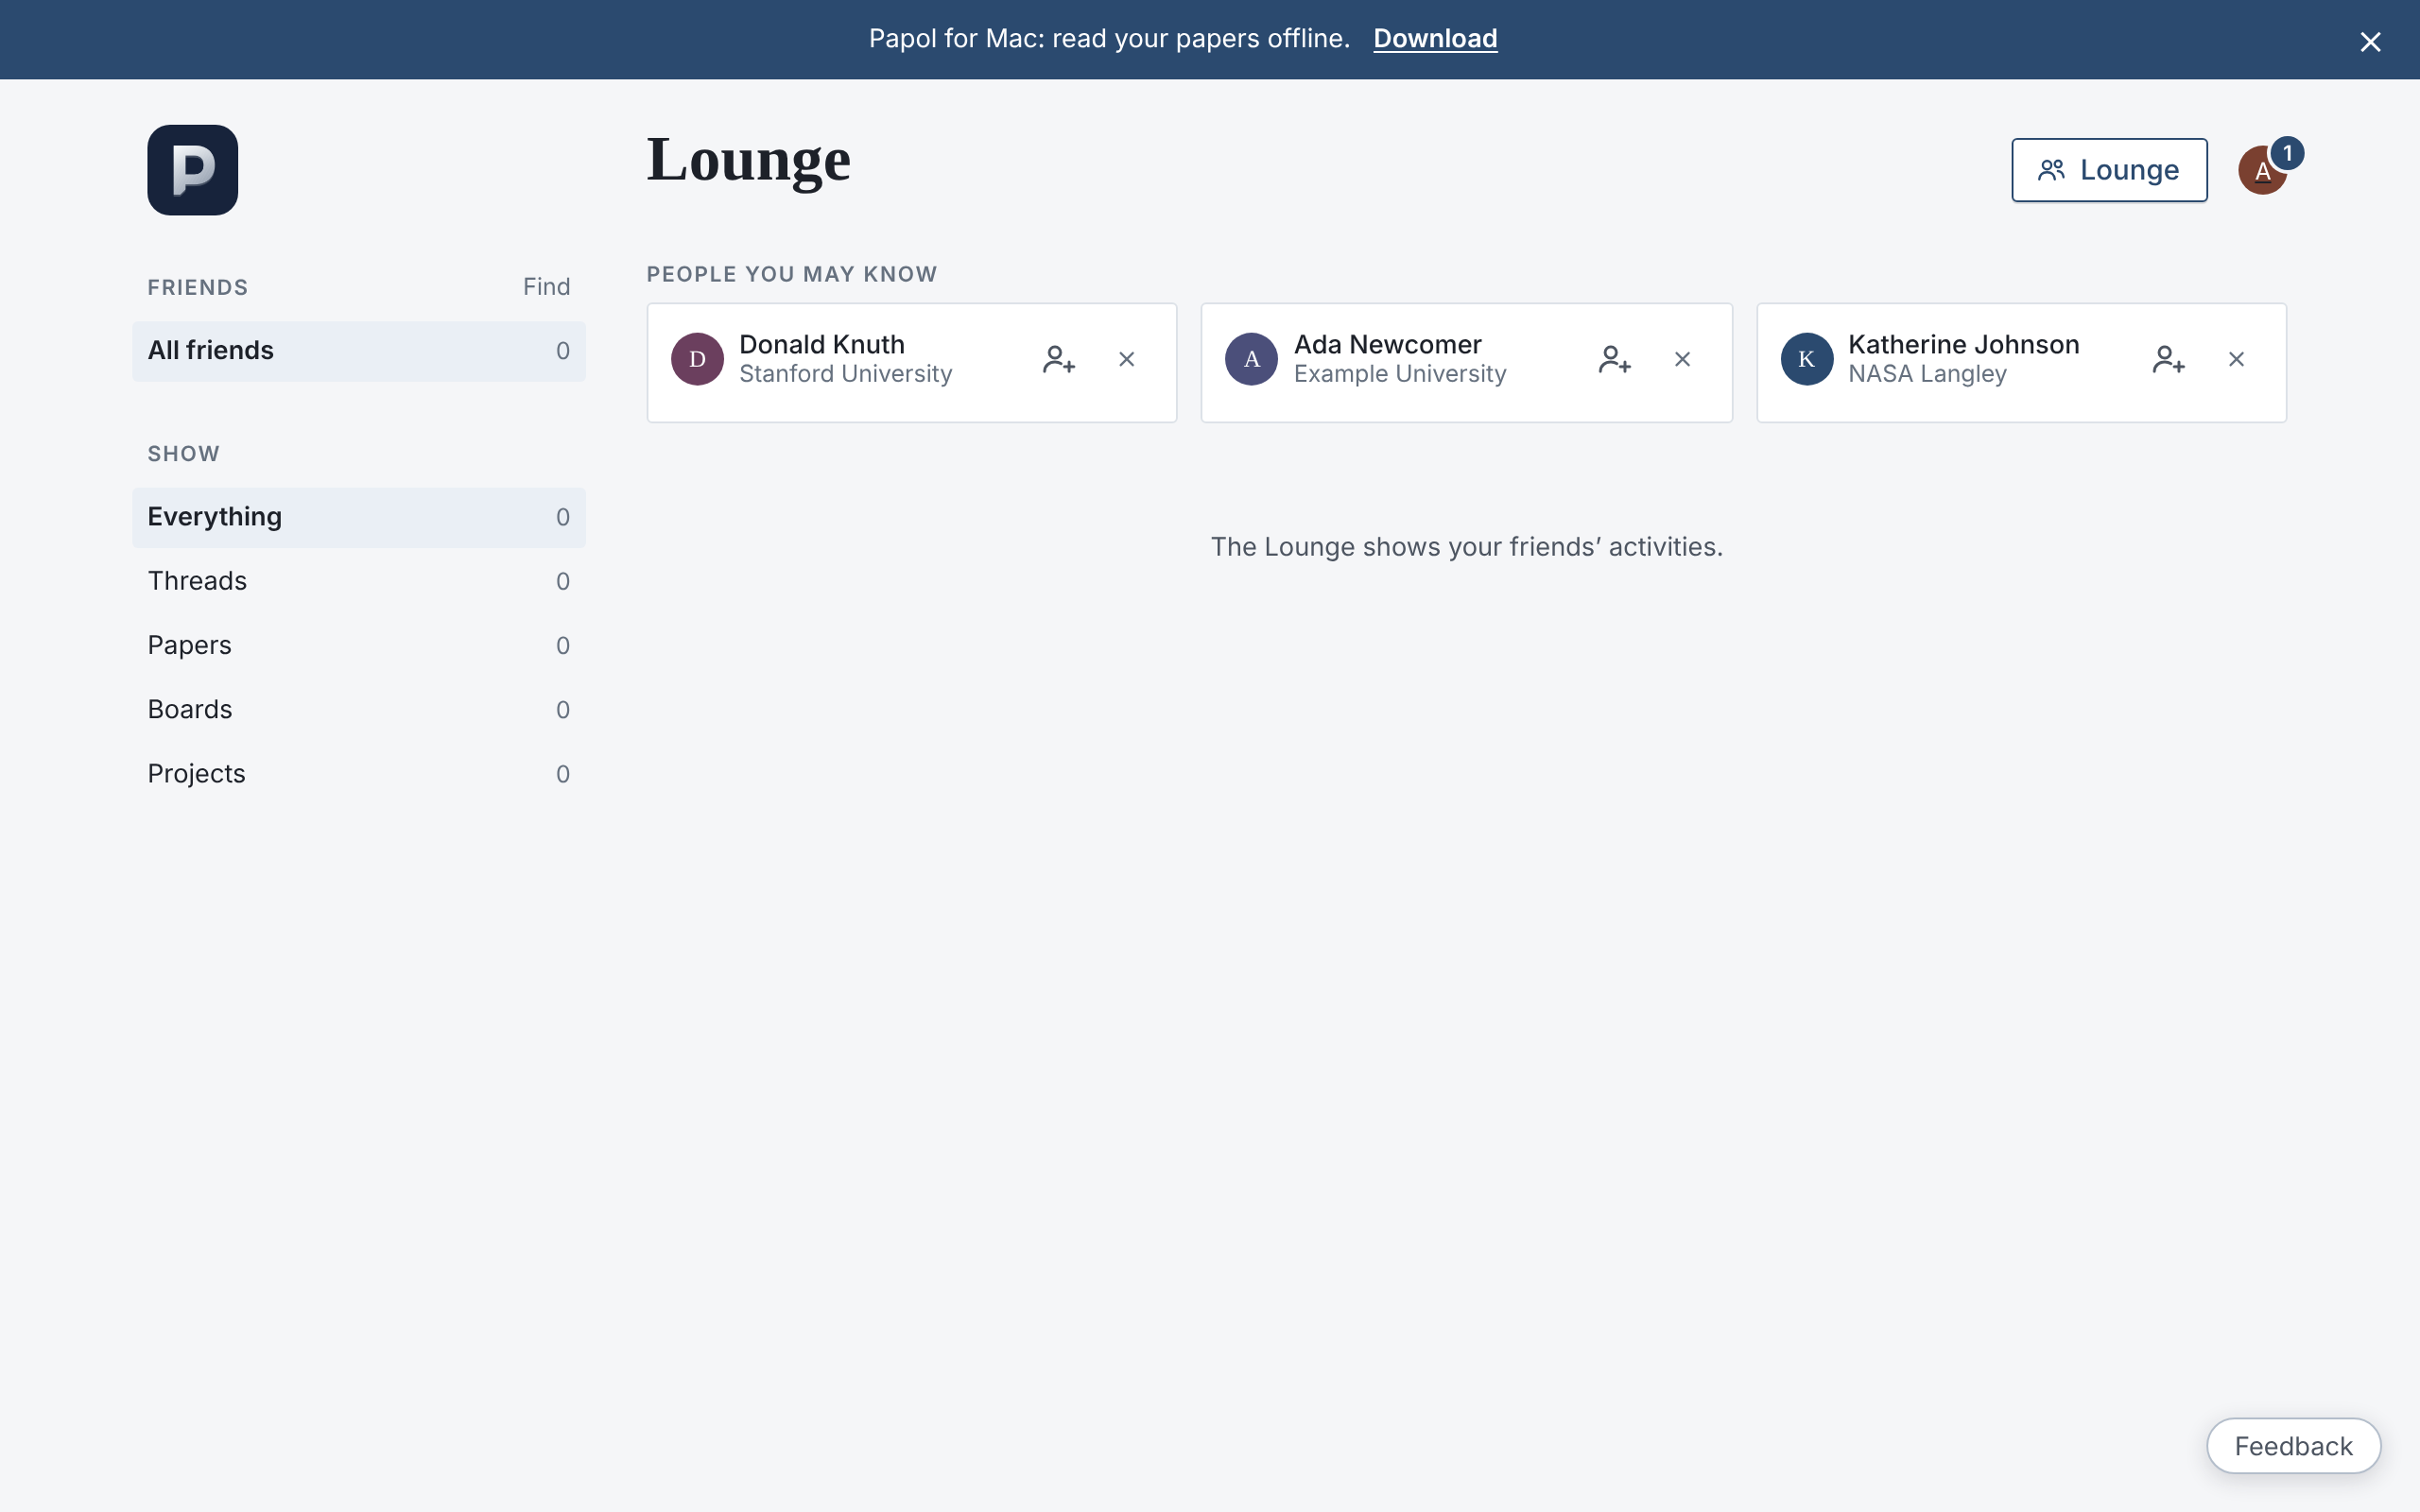 Papol for Mac: read your papers offline. Download
P
Lounge
Lounge
A
1
FRIENDS
Find
All friends
0
SHOW
Everything
0
Threads
0
Papers
0
Boards
0
Projects
0
PEOPLE YOU MAY KNOW
D
Donald Knuth
Stanford University
A
Ada Newcomer
Example University
K
Katherine Johnson
NASA Langley
The Lounge shows your friends’ activities.
Feedback